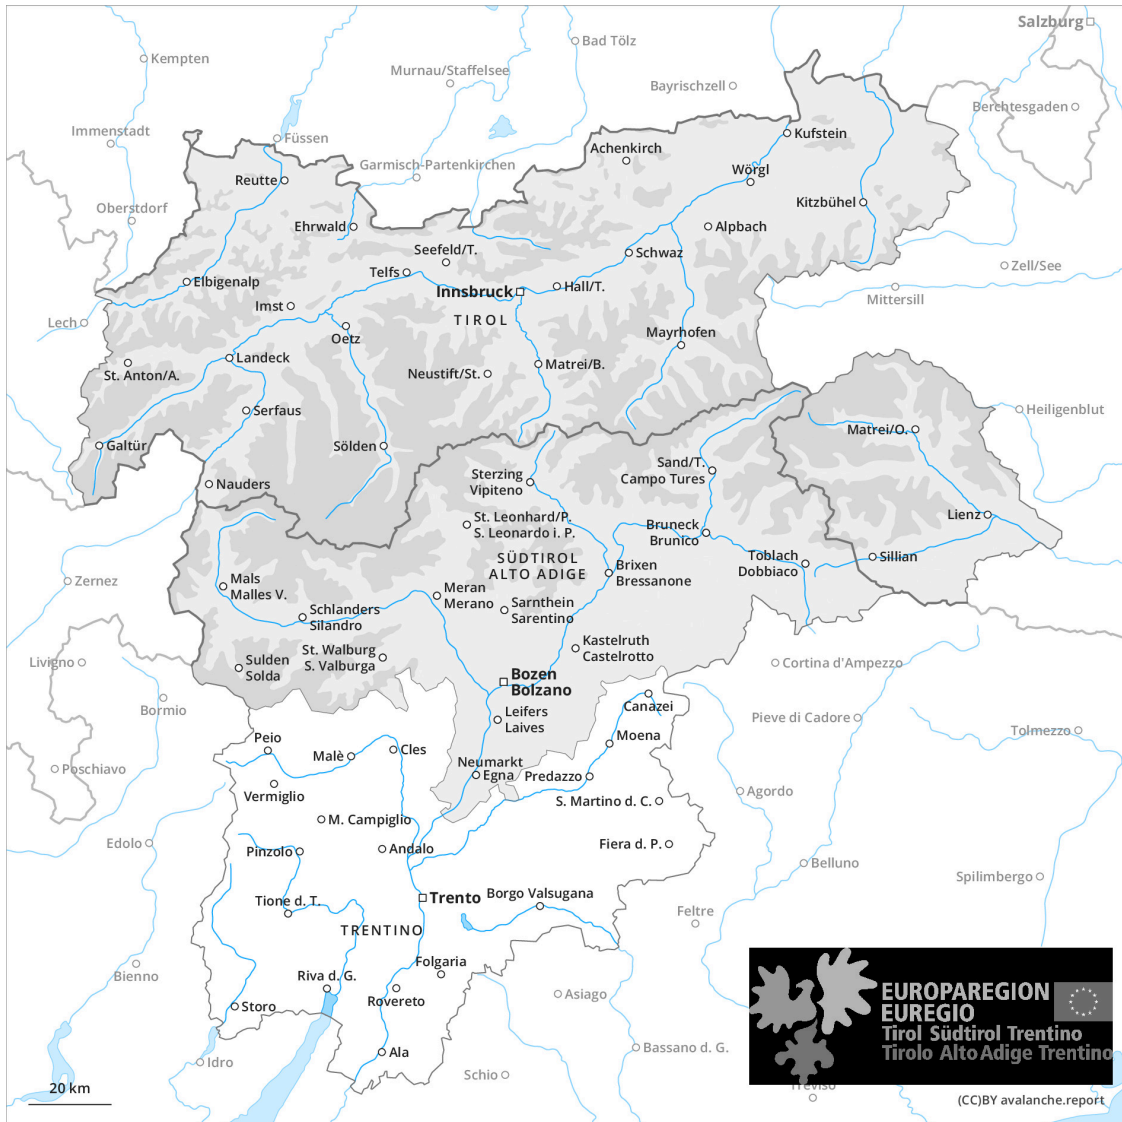 Salzburg
Bad Tölz
Kempten
Murnau/Staffelsee
Bayrischzell
Berchtesgaden
Immenstadt
Füssen
Kufstein
Achenkirch
Garmisch-Partenkirchen
Wörgl
Reutte
Kitzbühel
Oberstdorf
Ehrwald
Alpbach
Seefeld/T.
Schwaz
Telfs
Zell/See
Elbigenalp
Hall/T.
Innsbruck
Mittersill
Imst
TIROL
Lech
Oetz
Mayrhofen
Landeck
Matrei/B.
St. Anton/A.
Neustift/St.
Serfaus
Heiligenblut
Matrei/O.
Galtür
Sölden
Sand/T.
Campo Tures
Sterzing
Vipiteno
Nauders
St. Leonhard/P.
S. Leonardo i. P.
Bruneck
Brunico
Lienz
SÜDTIROL
ALTO ADIGE
Toblach
Dobbiaco
Sillian
Brixen
Bressanone
Zernez
Mals
Malles V.
Meran
Merano
Sarnthein
Sarentino
Schlanders
Silandro
Kastelruth
Castelrotto
St. Walburg
S. Valburga
Livigno
Sulden
Solda
Cortina d'Ampezzo
Bozen
Bolzano
Bormio
Canazei
Leifers
Laives
Pieve di Cadore
Tolmezzo
Peio
Moena
Malè
Cles
Neumarkt
Egna
Poschiavo
Predazzo
Vermiglio
Agordo
S. Martino d. C.
M. Campiglio
Edolo
Pinzolo
Andalo
Fiera d. P.
Belluno
Spilimbergo
Tione d. T.
Trento
Borgo Valsugana
Feltre
TRENTINO
Folgaria
Bienno
Riva d. G.
Rovereto
Asiago
Storo
EUROPAREGION
EUREGIO
Tirol Südtirol Trentino
Tirolo Alto Adige Trentino
Ala
Idro
Bassano d. G.
Schio
Treviso
20 km
(CC)BY avalanche.report